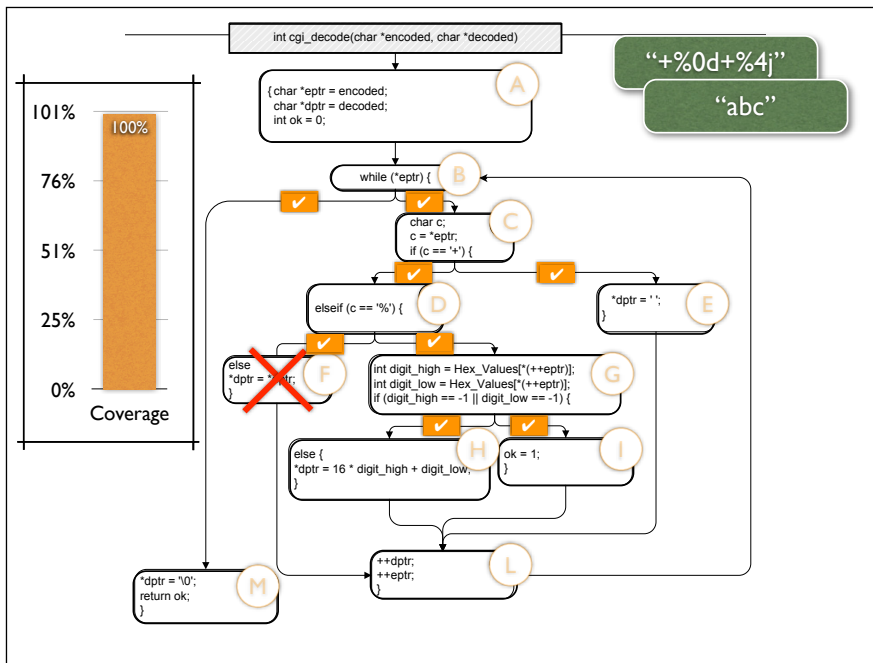 int cgi_decode(char *encoded, char *decoded)
“+%0d+%4j”
“abc”
{ char *eptr = encoded;
char *dptr = decoded;
int ok = 0;
A
101%
100%
76%
51%
25%
0%
Coverage
while (*eptr) {
B
✔
✔
char c;
c = *eptr;
if (c == '+') {
C
✔
✔
elseif (c == '%') {
D
*dptr = ' ';
}
E
✔
✔
else
*dptr = *eptr;
}
F
int digit_high = Hex_Values[*(++eptr)];
int digit_low = Hex_Values[*(++eptr)];
if (digit_high == -1 || digit_low == -1) {
G
✔
✔
else {
*dptr = 16 * digit_high + digit_low;
}
H
ok = 1;
}
I
++dptr;
++eptr;
}
L
*dptr = '\0';
return ok;
}
M